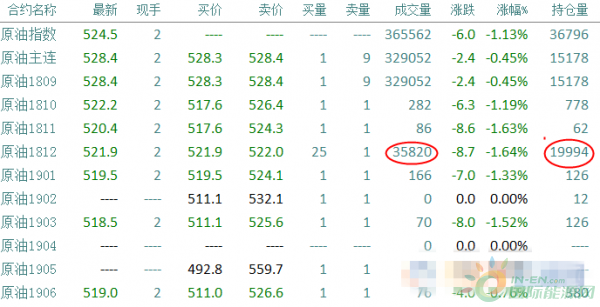 合约名称 最新 现手 买价 卖价 买量 卖量 成交量 涨跌 涨幅% 持仓量
原油指数 524.5 2 ---- ---- ---- ---- 365562 -6.0 -1.13% 36796
原油主连 528.4 2 528.3 528.4 1 9 329052 -2.4 -0.45% 15178
原油1809 528.4 2 528.3 528.4 1 9 329052 -2.4 -0.45% 15178
原油1810 522.2 2 517.6 526.4 1 1 282 -6.3 -1.19% 778
原油1811 520.4 2 517.6 524.3 1 1 86 -8.6 -1.63% 62
原油1812 521.9 2 521.9 522.0 25 1 35820 -8.7 -1.64% 19994
原油1901 519.5 2 519.5 524.1 1 1 166 -7.0 -1.33% 126
原油1902 ---- ---- 511.1 532.1 1 1 0 0.0 0.00% 12
原油1903 518.5 2 511.1 525.6 1 1 70 -8.0 -1.52% 126
原油1904 ---- ---- ---- ---- ---- ---- 0 0.0 0.00% ----
原油1905 ---- ---- 492.8 559.7 1 1
原油1906 519.0 2 511.0 526.6 1 1 76 -4.0 -0.76% 380
IN-EN.com
国际能源网